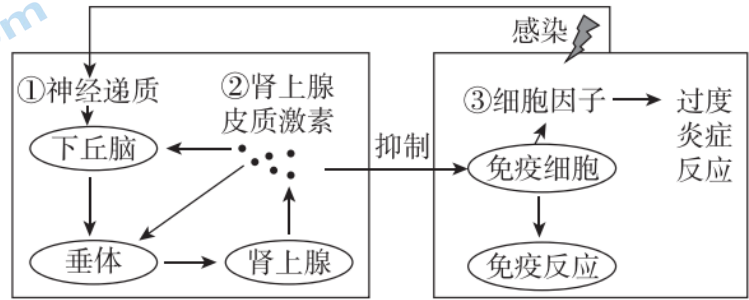 om
感染
①神经递质
②肾上腺
皮质激素
③细胞因子
过度
炎症
反应
下丘脑
抑制
免疫细胞
垂体
肾上腺
免疫反应